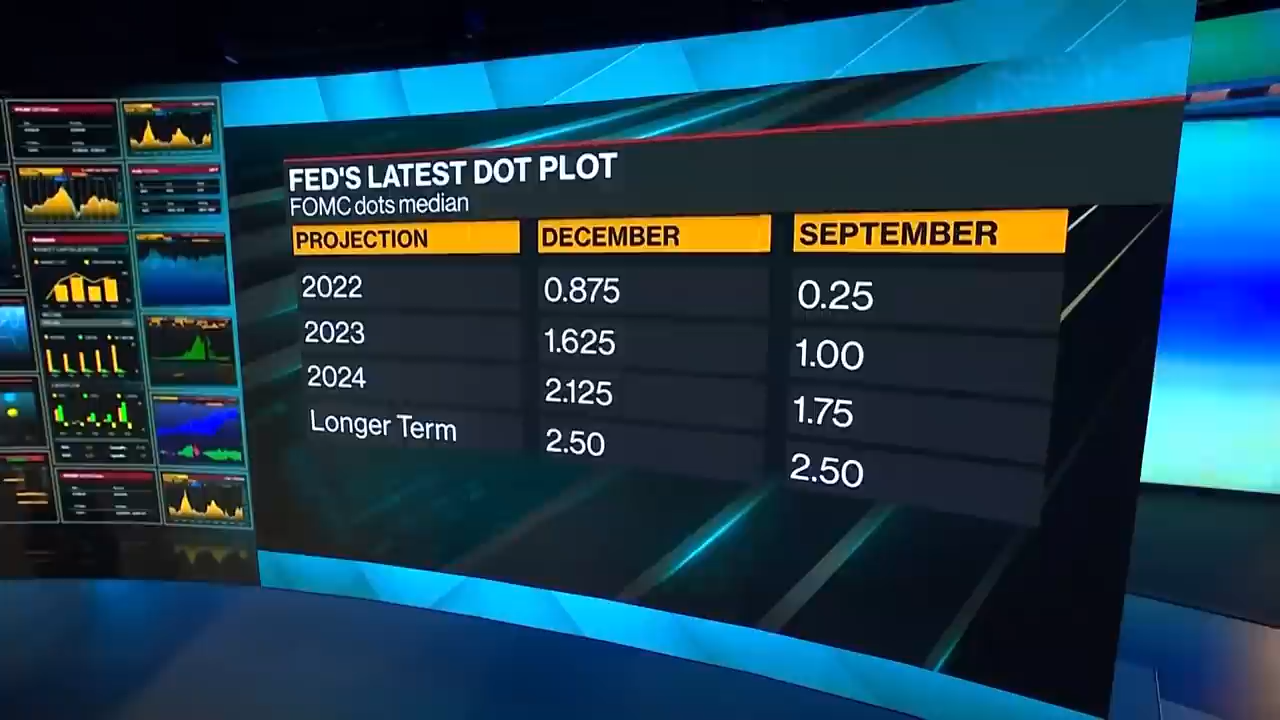 FED'S LATEST DOT PLOT
FOMC dots median
PROJECTION DECEMBER SEPTEMBER
2022 0.875 0.25
2023 1.625 1.00
2024 2.125 1.75
Longer Term 2.50 2.50